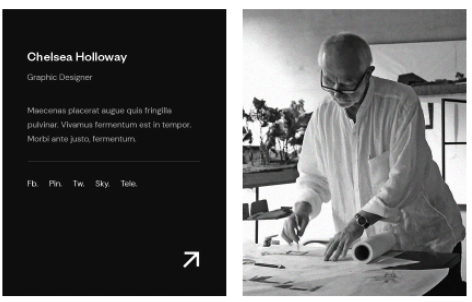 Chelsea Holloway
Graphic Designer
Maecenas placerat augue quis fringilla
pulvinar. Vivamus fermentum est in tempor.
Morbi ante justo, fermentum.
Fb. Pin. Tw. Sky. Tele.